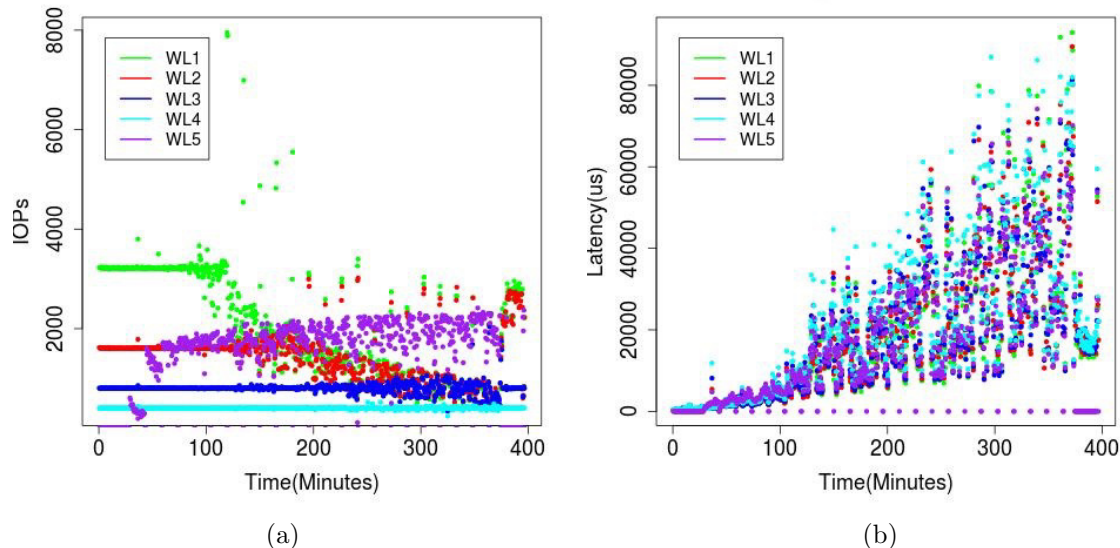 IOPs
8000
6000
4000
2000
WL1
WL2
WL3
WL4
WL5
0 100 200 300 400
Time(Minutes)
(a)
Latency(us)
80000
60000
40000
20000
0
WL1
WL2
WL3
WL4
WL5
0 100 200 300 400
Time(Minutes)
(b)